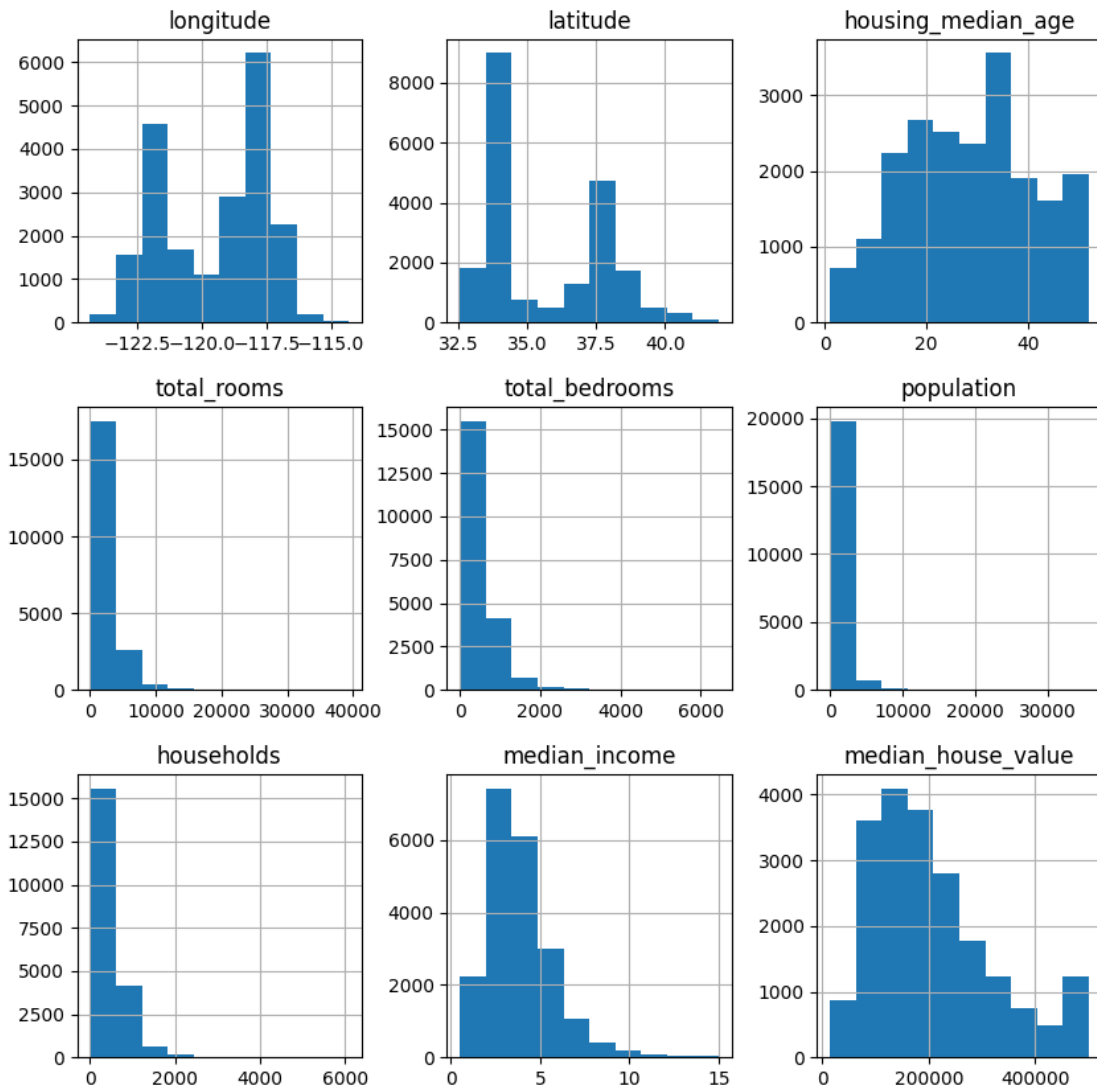 longitude
6000
5000
4000
3000
2000
1000
0
−122.5 −120.0 −117.5 −115.0
latitude
8000
6000
4000
2000
0
32.5 35.0 37.5 40.0
housing_median_age
3000
2000
1000
0
0 20 40
total_rooms
15000
10000
5000
0
0 10000 20000 30000 40000
total_bedrooms
15000
12500
10000
7500
5000
2500
0
0 2000 4000 6000
population
20000
15000
10000
5000
0
0 10000 20000 30000
households
15000
12500
10000
7500
5000
2500
0
0 2000 4000 6000
median_income
6000
4000
2000
0
0 5 10 15
median_house_value
4000
3000
2000
1000
0
0 200000 400000